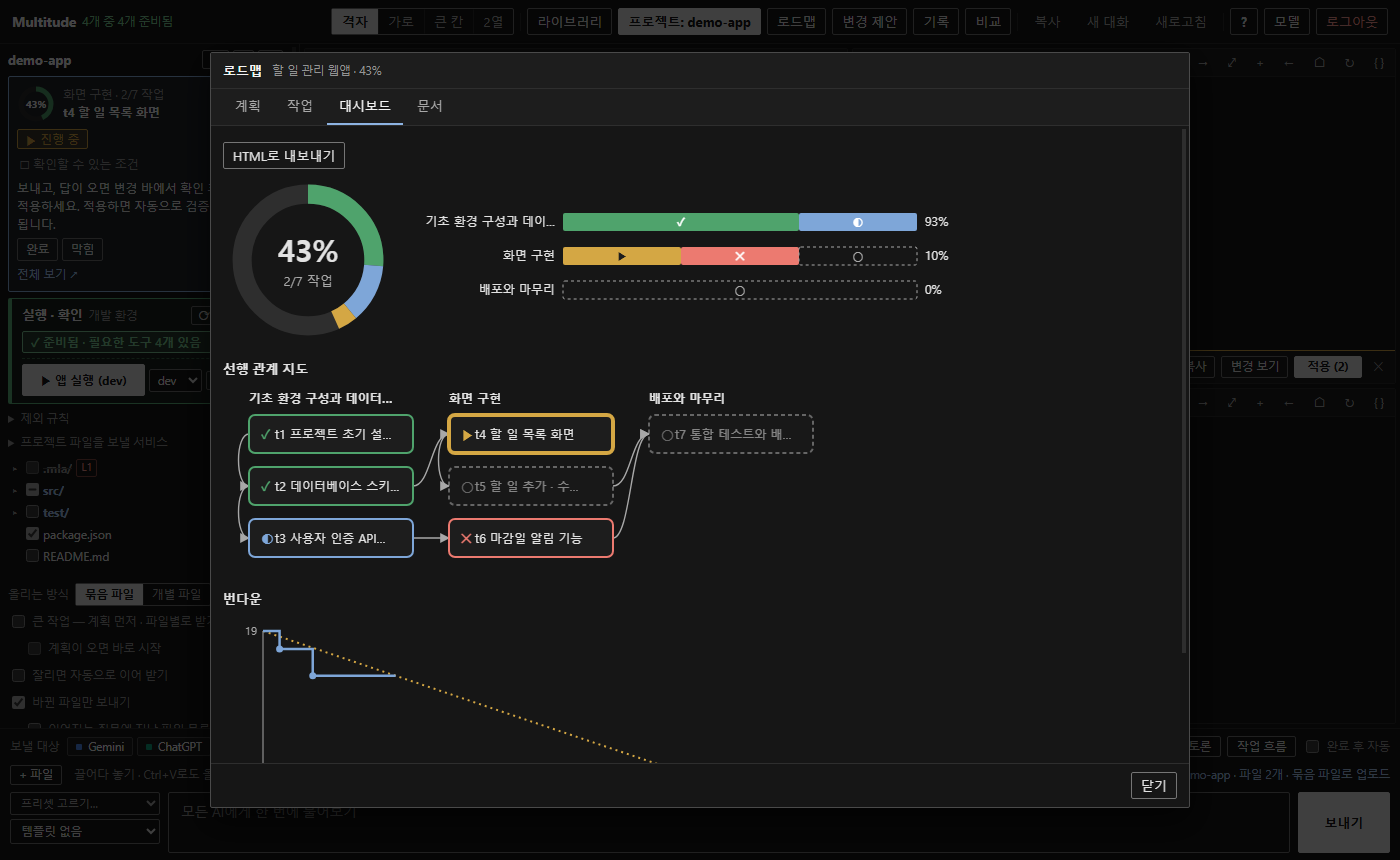 Multitude 4개 중 4개 준비됨
격자 가로 큰 칸 2열 라이브러리 프로젝트: demo-app 로드맵 변경 제안 기록 비교 복사 새 대화 새로고침 ? 모델 로그아웃
demo-app
43%
화면 구현 · 2/7 작업
t4 할 일 목록 화면
▶ 진행 중
확인할 수 있는 조건
보내고, 답이 오면 변경 바에서 확인
적용하세요. 적용하면 자동으로 검증
됩니다.
완료 막힘
전체 보기 ↗
실행 · 확인 개발 환경
✓ 준비됨 · 필요한 도구 4개 있음
▶ 앱 실행 (dev) dev
▸ 제외 규칙
▸ 프로젝트 파일을 보낼 서비스
.mla/ L1
src/
test/
package.json
README.md
올리는 방식 묶음 파일 개별 파일
큰 작업 — 계획 먼저 · 파일별로 받
계획이 오면 바로 시작
잘리면 자동으로 이어 받기
바뀐 파일만 보내기
보낼 대상 Gemini ChatGPT
+ 파일 끌어다 놓기 · Ctrl+V로도
프리셋 고르기...
템플릿 없음
모든 AI에게 한 번에 물어보기
로드맵 할 일 관리 웹앱 · 43%
계획 작업 대시보드 문서
HTML로 내보내기
43%
2/7 작업
기초 환경 구성과 데이... 93%
화면 구현 10%
배포와 마무리 0%
선행 관계 지도
기초 환경 구성과 데이터... 화면 구현 배포와 마무리
✓ t1 프로젝트 초기 설... ▶ t4 할 일 목록 화면 ○ t7 통합 테스트와 배...
✓ t2 데이터베이스 스키... ○ t5 할 일 추가 · 수...
◐ t3 사용자 인증 API... ✕ t6 마감일 알림 기능
번다운
19
닫기
변경 보기 적용 (2)
토론 작업 흐름 완료 후 자동
mo-app · 파일 2개 · 묶음 파일로 업로드
보내기